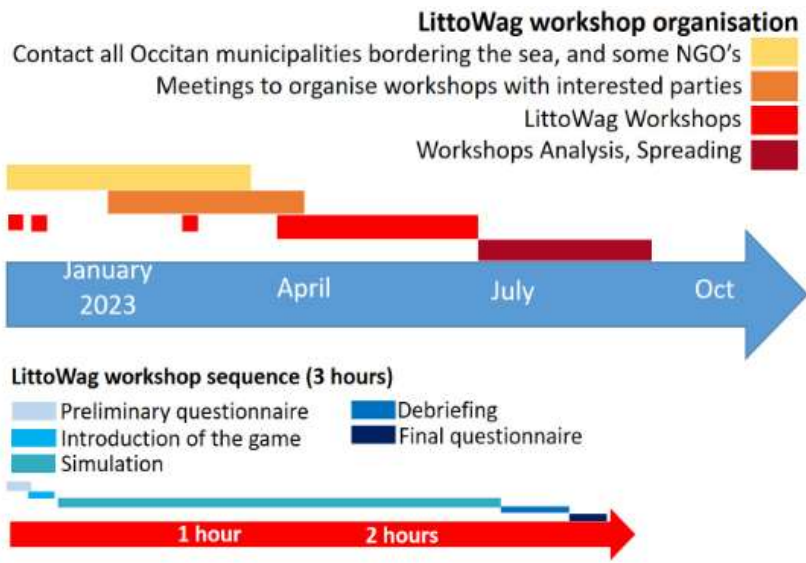 LittoWag workshop organisation
Contact all Occitan municipalities bordering the sea, and some NGO's
Meetings to organise workshops with interested parties
LittoWag Workshops
Workshops Analysis, Spreading
January
2023
April
July
Oct
LittoWag workshop sequence (3 hours)
Preliminary questionnaire
Debriefing
Introduction of the game
Final questionnaire
Simulation
1 hour
2 hours